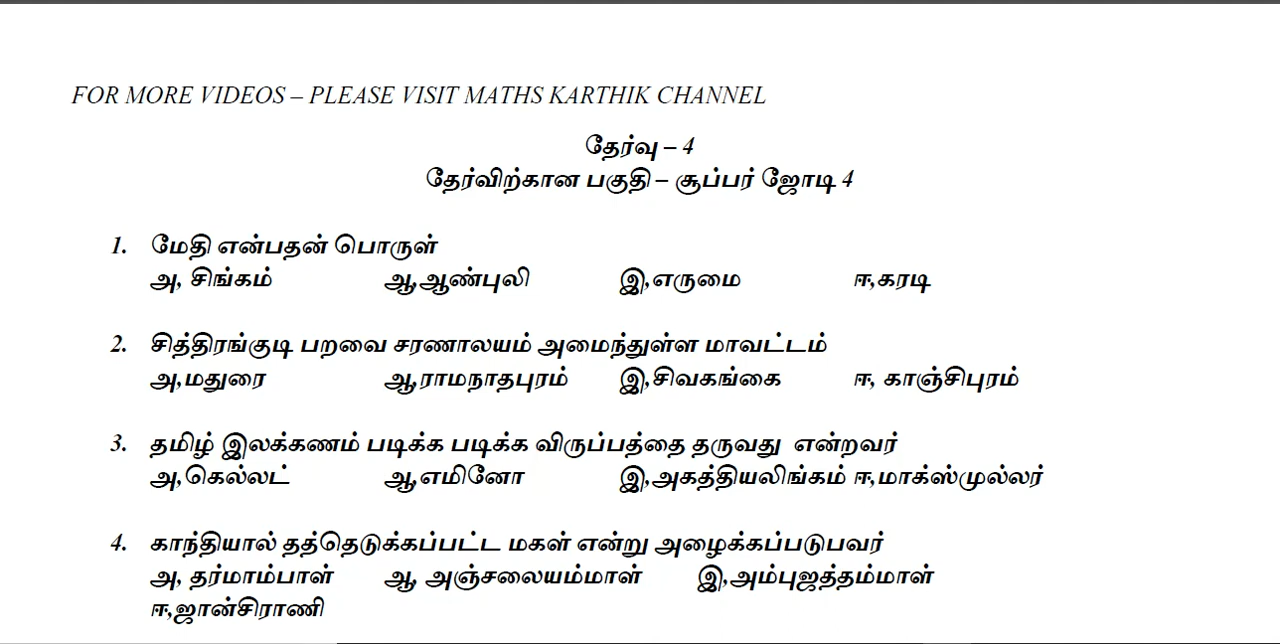 FOR MORE VIDEOS – PLEASE VISIT MATHS KARTHIK CHANNEL
தேர்வு – 4
தேர்விற்கான பகுதி – சூப்பர் ஜோடி 4
1. மேதி என்பதன் பொருள்
அ, சிங்கம் ஆ,ஆண்புலி இ,எருமை ஈ,கரடி
2. சித்திரங்குடி பறவை சரணாலயம் அமைந்துள்ள மாவட்டம்
அ,மதுரை ஆ,ராமநாதபுரம் இ,சிவகங்கை ஈ, காஞ்சிபுரம்
3. தமிழ் இலக்கணம் படிக்க படிக்க விருப்பத்தை தருவது என்றவர்
அ,கெல்லட் ஆ,எமினோ இ,அகத்தியலிங்கம் ஈ,மாக்ஸ்முல்லர்
4. காந்தியால் தத்தெடுக்கப்பட்ட மகள் என்று அழைக்கப்படுபவர்
அ, தர்மாம்பாள் ஆ, அஞ்சலையம்மாள் இ,அம்புஜத்தம்மாள்
ஈ,ஜான்சிராணி